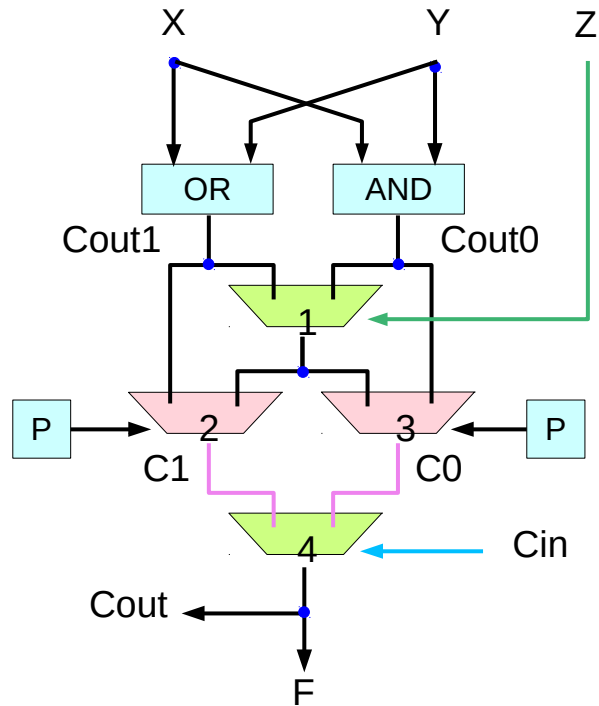 X Y Z
OR AND
Cout1 Cout0
1
P 2 3 P
C1 C0
4 Cin
Cout
F